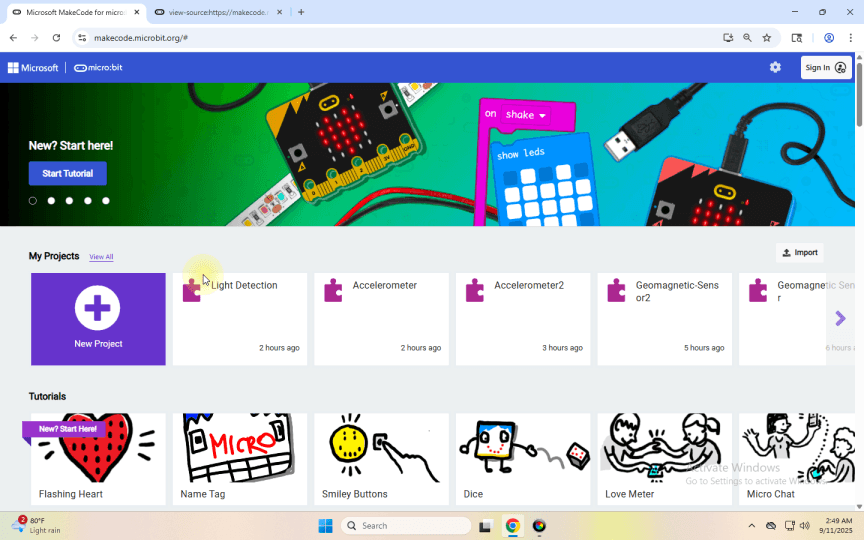 Microsoft MakeCode for micro:
view-source:https://makecode.
makecode.microbit.org/#
Microsoft
micro:bit
Sign In
on shake
show leds
New? Start here!
Start Tutorial
My Projects
View All
Import
New Project
Light Detection
2 hours ago
Accelerometer
2 hours ago
Accelerometer2
3 hours ago
Geomagnetic-Sens
or2
5 hours ago
Geomagnetic Sen
r
6 hours
Tutorials
New? Start Here!
MICRO
Flashing Heart
Name Tag
Smiley Buttons
Dice
Love Meter
Micro Chat
Activate Windows
Go to Settings to activate Windows.
2
80°F
Light rain
Search
2:49 AM
9/11/2025